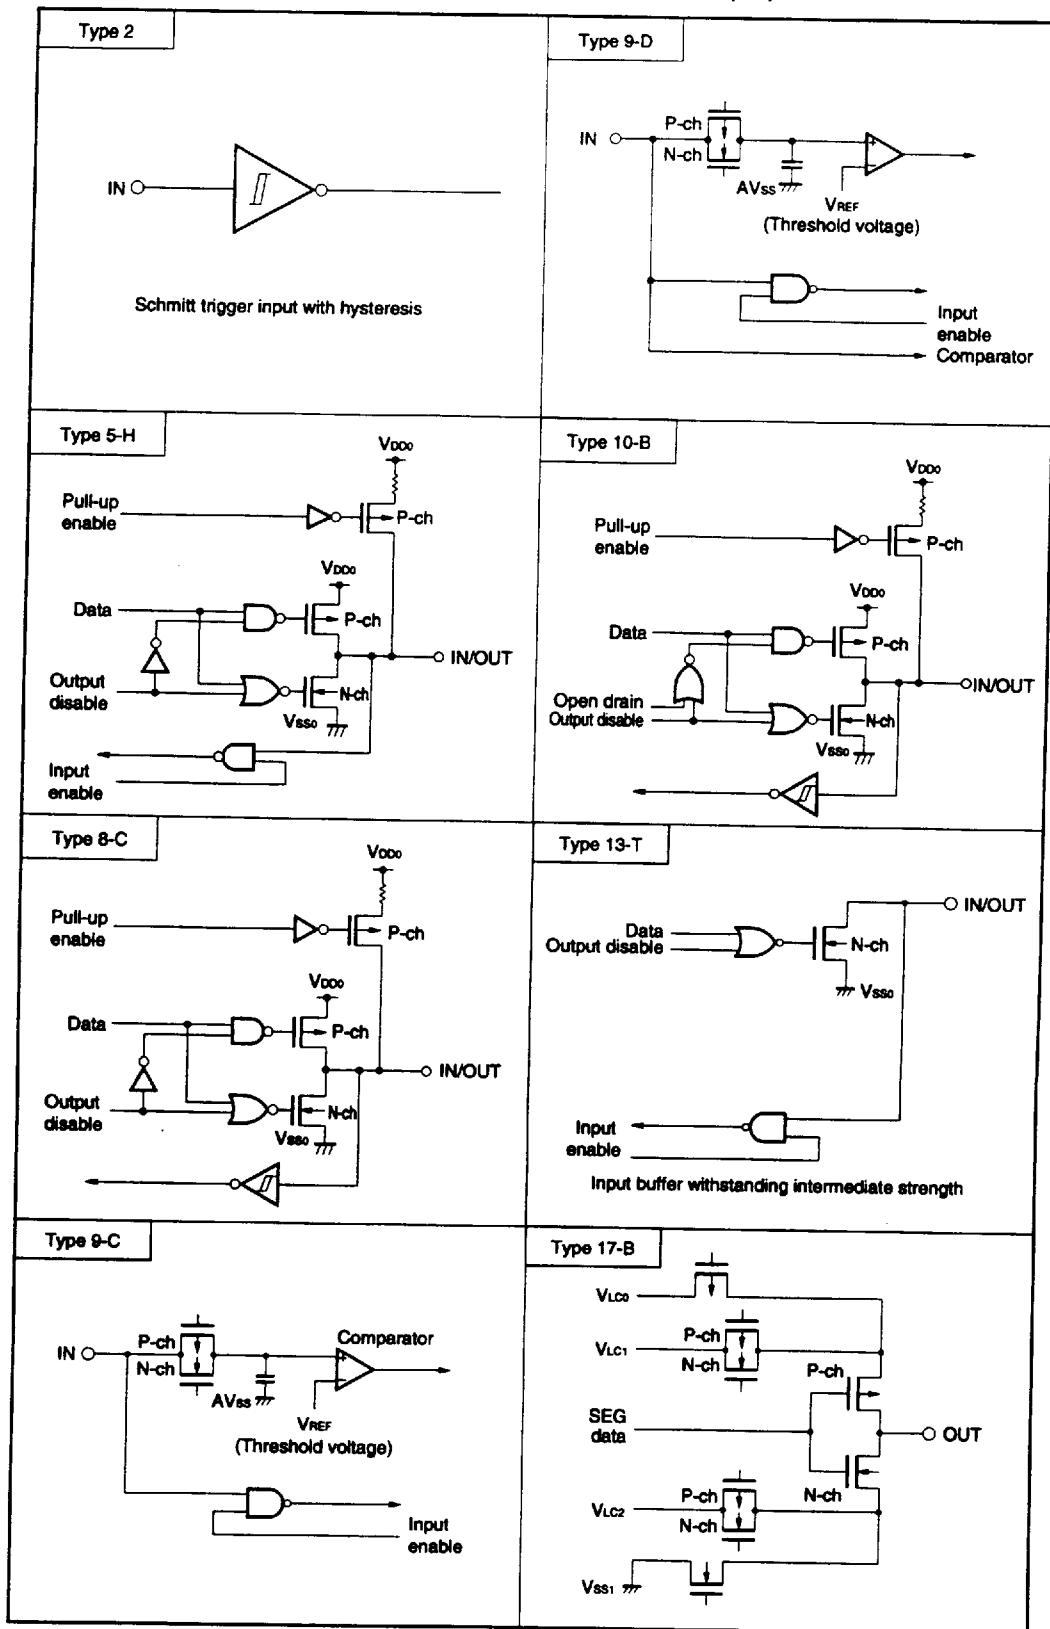 Type 2
IN
Schmitt trigger input with hysteresis
Type 9-D
IN
P-ch
N-ch
AVSS
VREF
(Threshold voltage)
Input
enable
Comparator
Type 5-H
VDD0
Pull-up
enable
P-ch
VDD0
Data
P-ch
IN/OUT
Output
disable
N-ch
VSS0
Input
enable
Type 10-B
VDD0
Pull-up
enable
P-ch
VDD0
Data
P-ch
IN/OUT
Open drain
Output disable
N-ch
VSS0
Type 8-C
VDD0
Pull-up
enable
P-ch
VDD0
Data
P-ch
IN/OUT
Output
disable
N-ch
VSS0
Type 13-T
IN/OUT
Data
Output disable
N-ch
VSS0
Input
enable
Input buffer withstanding intermediate strength
Type 9-C
IN
P-ch
N-ch
Comparator
AVSS
VREF
(Threshold voltage)
Input
enable
Type 17-B
VLC0
VLC1
P-ch
N-ch
P-ch
SEG
data
OUT
N-ch
VLC2
P-ch
N-ch
VSS1